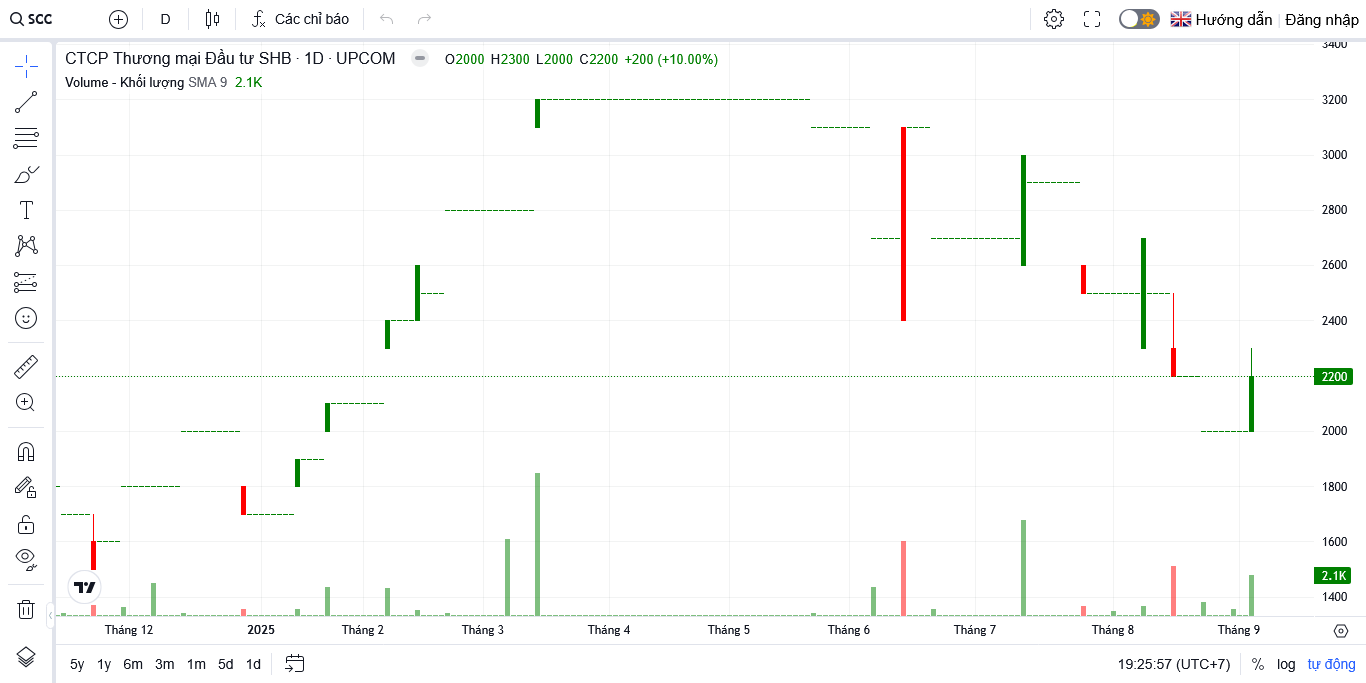 SCC D Các chỉ báo Hướng dẫn Đăng nhập
CTCP Thương mại Đầu tư SHB · 1D · UPCOM O2000 H2300 L2000 C2200 +200 (+10.00%)
Volume - Khối lượng SMA 9 2.1K
3400
3200
3000
2800
2600
2400
2200
2000
1800
1600
2.1K
1400
Tháng 12 2025 Tháng 2 Tháng 3 Tháng 4 Tháng 5 Tháng 6 Tháng 7 Tháng 8 Tháng 9
5y 1y 6m 3m 1m 5d 1d 19:25:57 (UTC+7) % log tự động